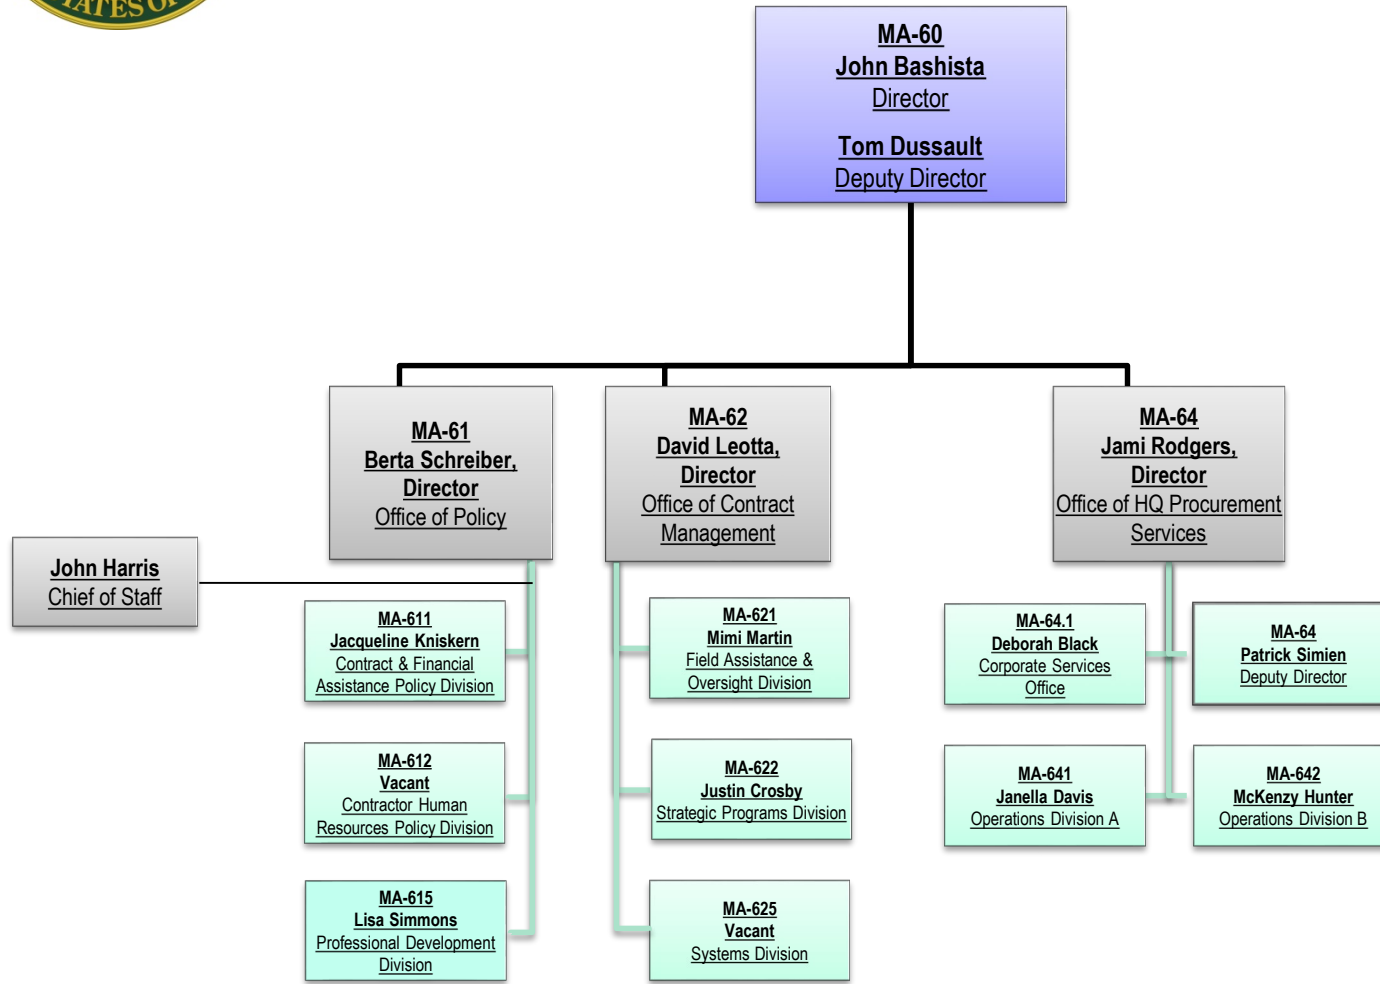 TATES OF
MA-60
John Bashista
Director
Tom Dussault
Deputy Director
MA-61
Berta Schreiber,
Director
Office of Policy
MA-62
David Leotta,
Director
Office of Contract
Management
MA-64
Jami Rodgers,
Director
Office of HQ Procurement
Services
John Harris
Chief of Staff
MA-611
Jacqueline Kniskern
Contract & Financial
Assistance Policy Division
MA-621
Mimi Martin
Field Assistance &
Oversight Division
MA-64.1
Deborah Black
Corporate Services
Office
MA-64
Patrick Simien
Deputy Director
MA-612
Vacant
Contractor Human
Resources Policy Division
MA-622
Justin Crosby
Strategic Programs Division
MA-641
Janella Davis
Operations Division A
MA-642
McKenzy Hunter
Operations Division B
MA-615
Lisa Simmons
Professional Development
Division
MA-625
Vacant
Systems Division